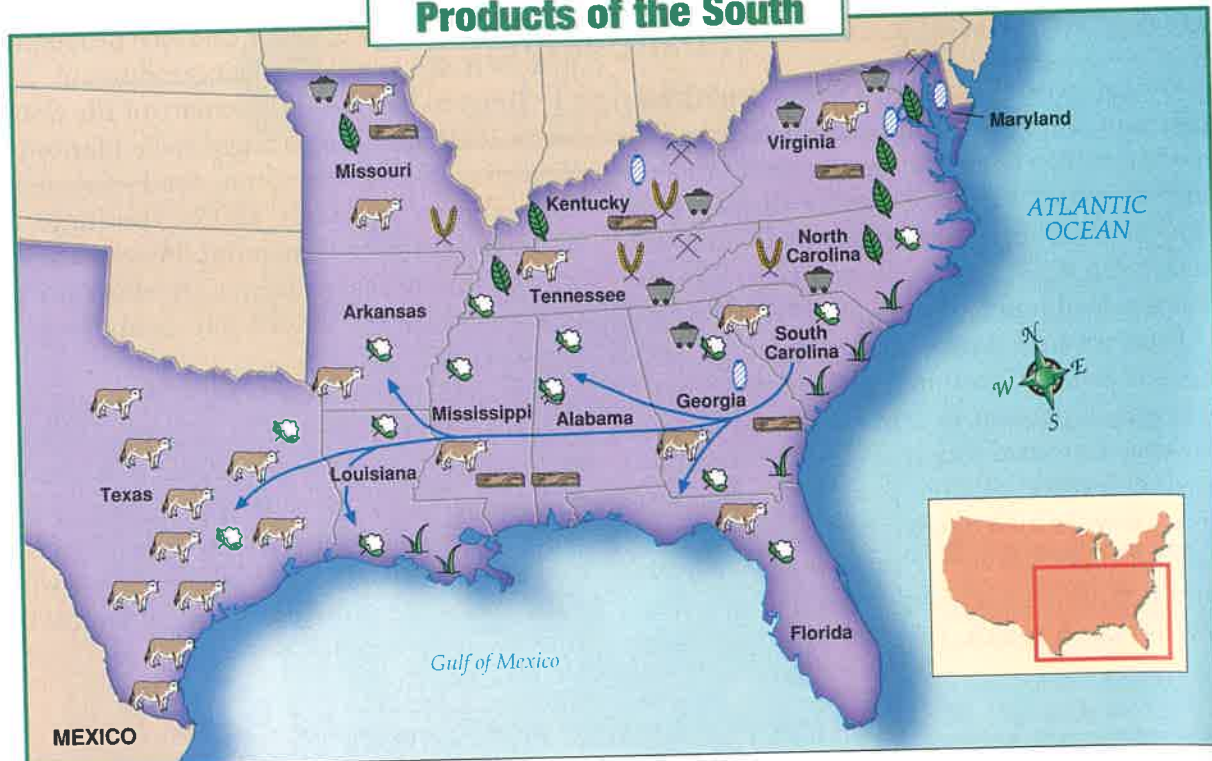 Products of the South
Maryland
Virginia
Missouri
Kentucky
ATLANTIC
OCEAN
North
Carolina
Tennessee
Arkansas
South
Carolina
N
W
E
S
Georgia
Mississippi
Alabama
Louisiana
Texas
Florida
Gulf of Mexico
MEXICO